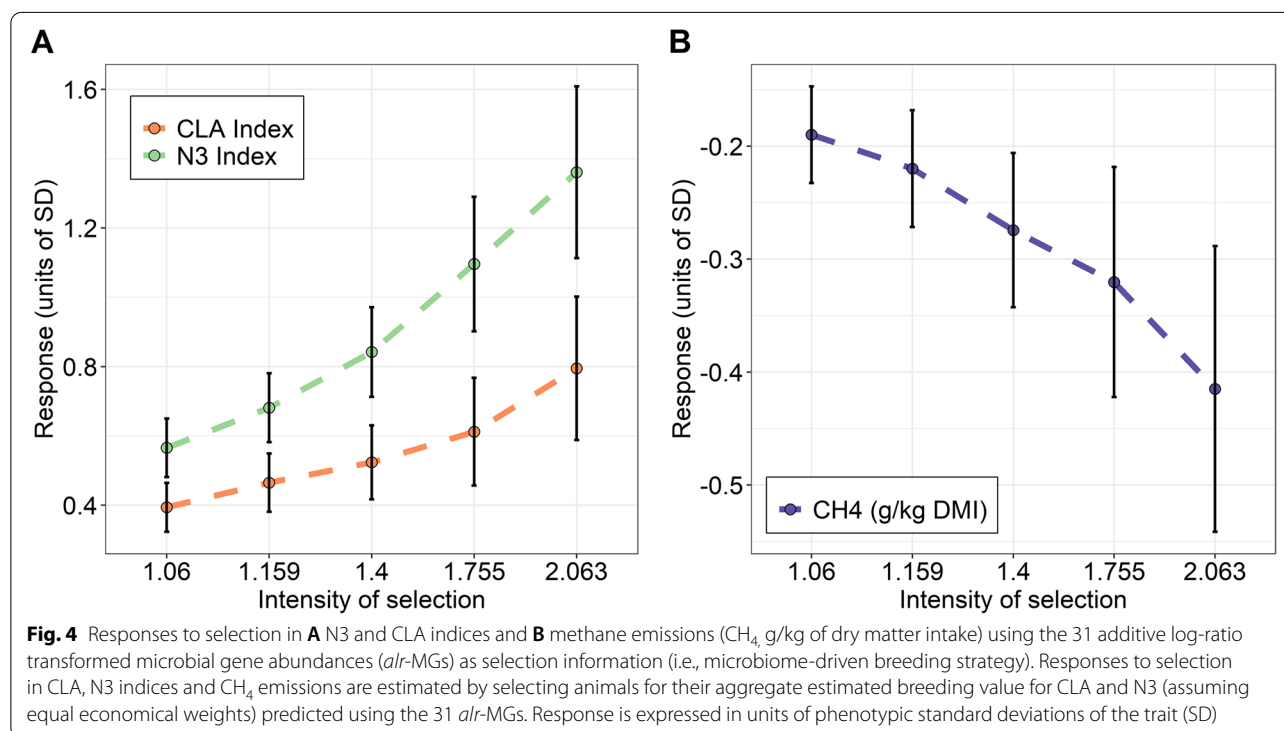 A
Response (units of SD)
1.6
1.2
0.8
0.4
CLA Index
N3 Index
1.06
1.159
1.4
1.755
2.063
Intensity of selection
B
Response (units of SD)
-0.2
-0.3
-0.4
-0.5
CH4 (g/kg DMI)
1.06
1.159
1.4
1.755
2.063
Intensity of selection
Fig. 4 Responses to selection in A N3 and CLA indices and B methane emissions (CH4, g/kg of dry matter intake) using the 31 additive log-ratio
transformed microbial gene abundances (alr-MGs) as selection information (i.e., microbiome-driven breeding strategy). Responses to selection
in CLA, N3 indices and CH4 emissions are estimated by selecting animals for their aggregate estimated breeding value for CLA and N3 (assuming
equal economical weights) predicted using the 31 alr-MGs. Response is expressed in units of phenotypic standard deviations of the trait (SD)